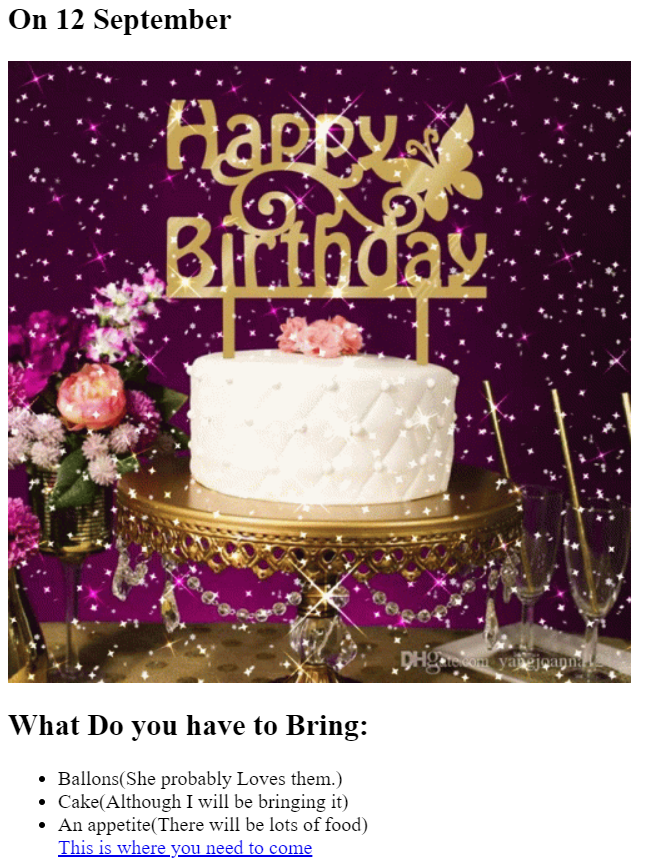 On 12 September
Happy
Birthday
DHgate.com yangjoanna12
What Do you have to Bring:
Ballons(She probably Loves them.)
Cake(Although I will be bringing it)
An appetite(There will be lots of food)
This is where you need to come